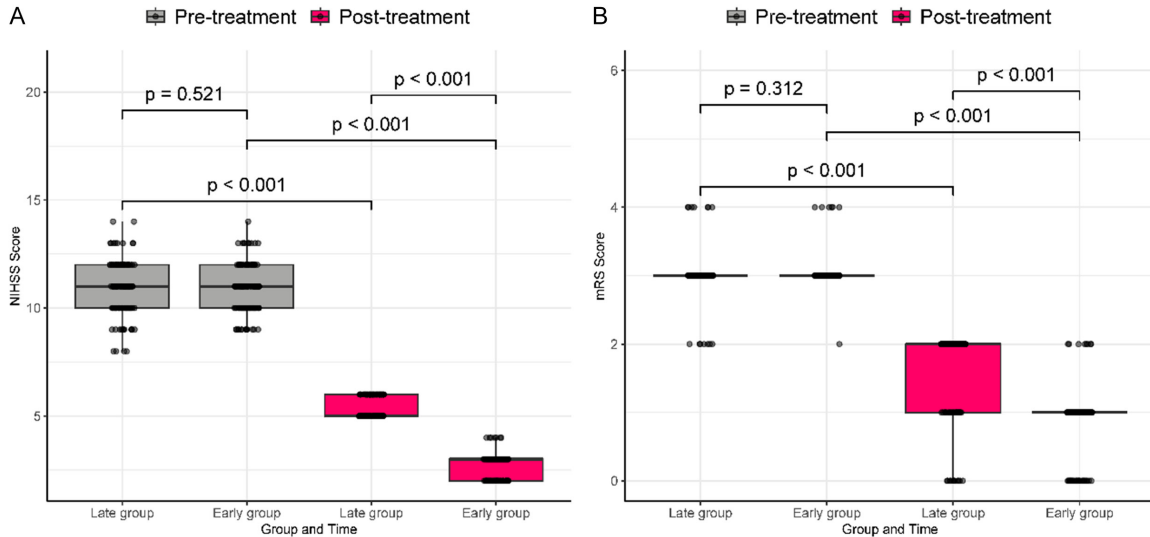 A
Pre-treatment Post-treatment
NIHSS Score
20
15
10
5
p = 0.521
p < 0.001
p < 0.001
p < 0.001
Late group Early group Late group Early group
Group and Time
B
Pre-treatment Post-treatment
mRS Score
6
4
2
0
p = 0.312
p < 0.001
p < 0.001
p < 0.001
Late group Early group Late group Early group
Group and Time